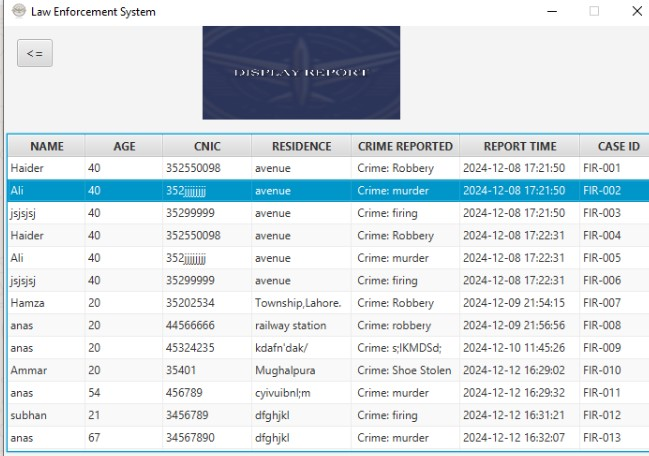 Law Enforcement System
<=
DISPLAY REPORT
NAME AGE CNIC RESIDENCE CRIME REPORTED REPORT TIME CASE ID
Haider 40 352550098 avenue Crime: Robbery 2024-12-08 17:21:50 FIR-001
Ali 40 352jjjjjjjj avenue Crime: murder 2024-12-08 17:21:50 FIR-002
jsjsjsj 40 35299999 avenue Crime: firing 2024-12-08 17:21:50 FIR-003
Haider 40 352550098 avenue Crime: Robbery 2024-12-08 17:22:31 FIR-004
Ali 40 352jjjjjjjj avenue Crime: murder 2024-12-08 17:22:31 FIR-005
jsjsjsj 40 35299999 avenue Crime: firing 2024-12-08 17:22:31 FIR-006
Hamza 20 35202534 Township,Lahore. Crime: Robbery 2024-12-09 21:54:15 FIR-007
anas 20 44566666 railway station Crime: robbery 2024-12-09 21:56:56 FIR-008
anas 20 45324235 kdafn'dak/ Crime: s;lKMDSd; 2024-12-10 11:45:26 FIR-009
Ammar 20 35401 Mughalpura Crime: Shoe Stolen 2024-12-12 16:29:02 FIR-010
anas 54 456789 cyivuibnl;m Crime: murder 2024-12-12 16:29:32 FIR-011
subhan 21 3456789 dfghjkl Crime: firing 2024-12-12 16:31:21 FIR-012
anas 67 34567890 dfghjkl Crime: murder 2024-12-12 16:32:07 FIR-013